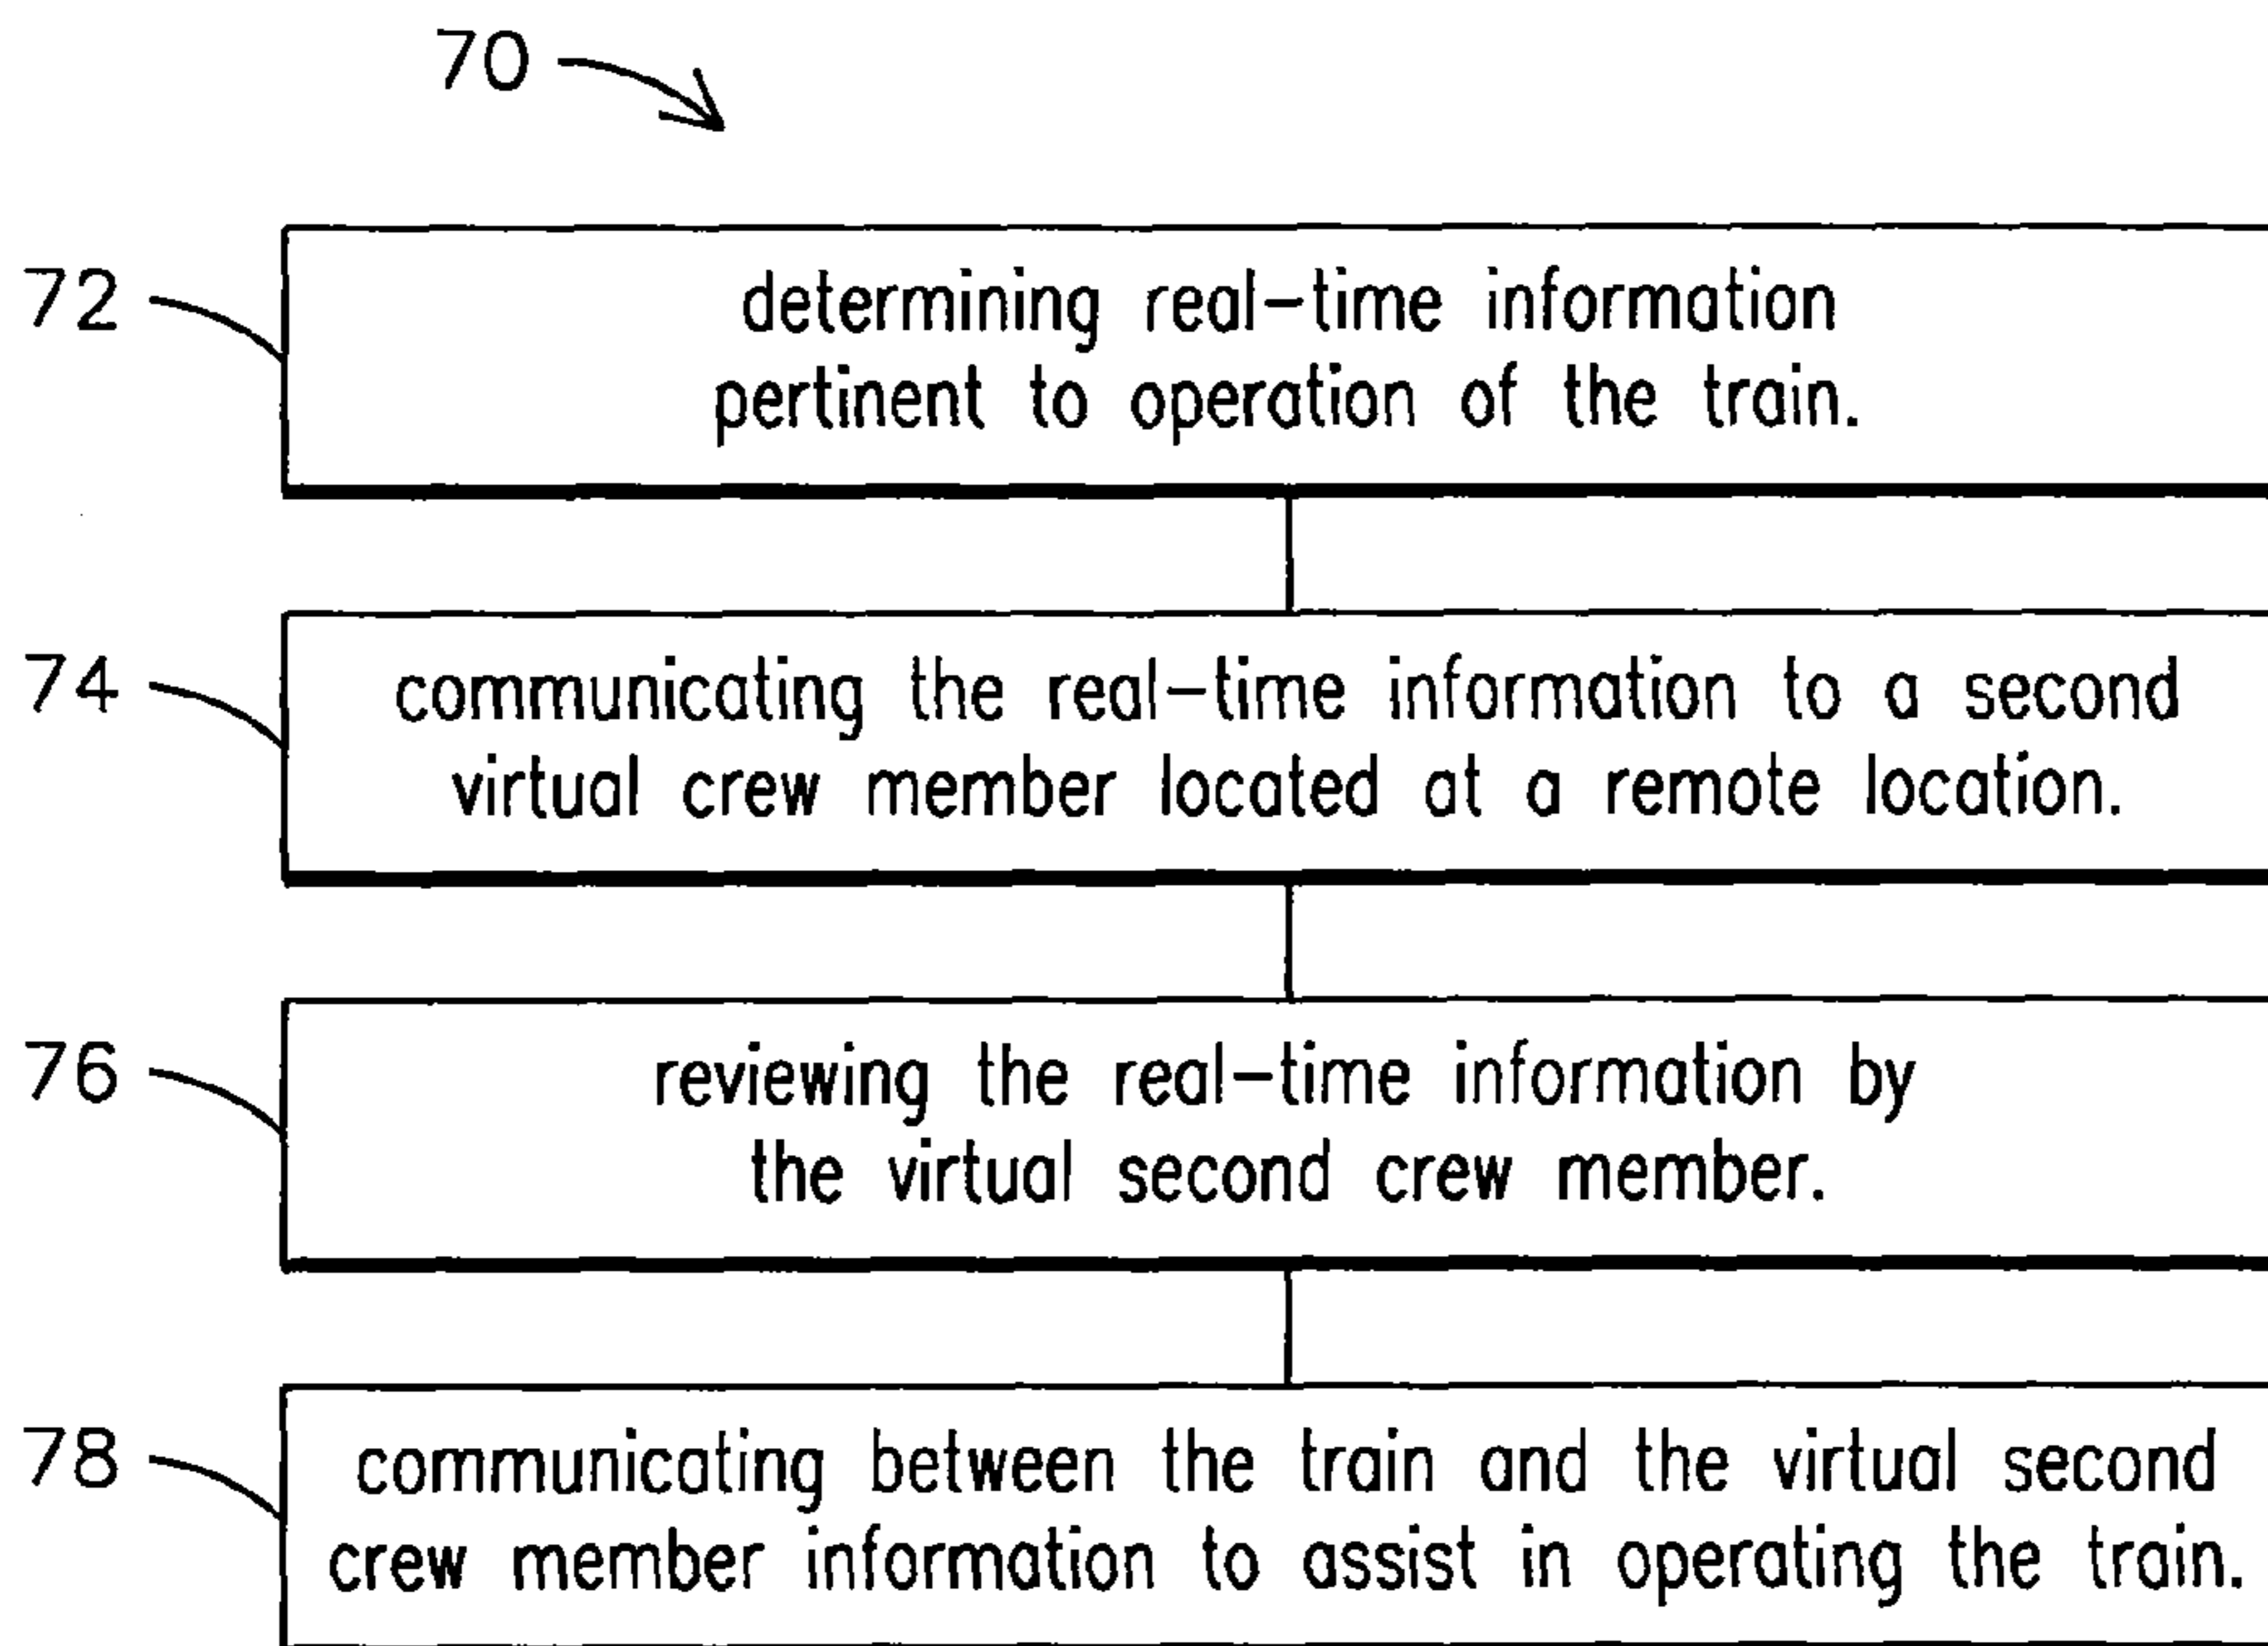 70
72
determining real-time information
pertinent to operation of the train.
74
communicating the real-time information to a second
virtual crew member located at a remote location.
76
reviewing the real-time information by
the virtual second crew member.
78
communicating between the train and the virtual second
crew member information to assist in operating the train.